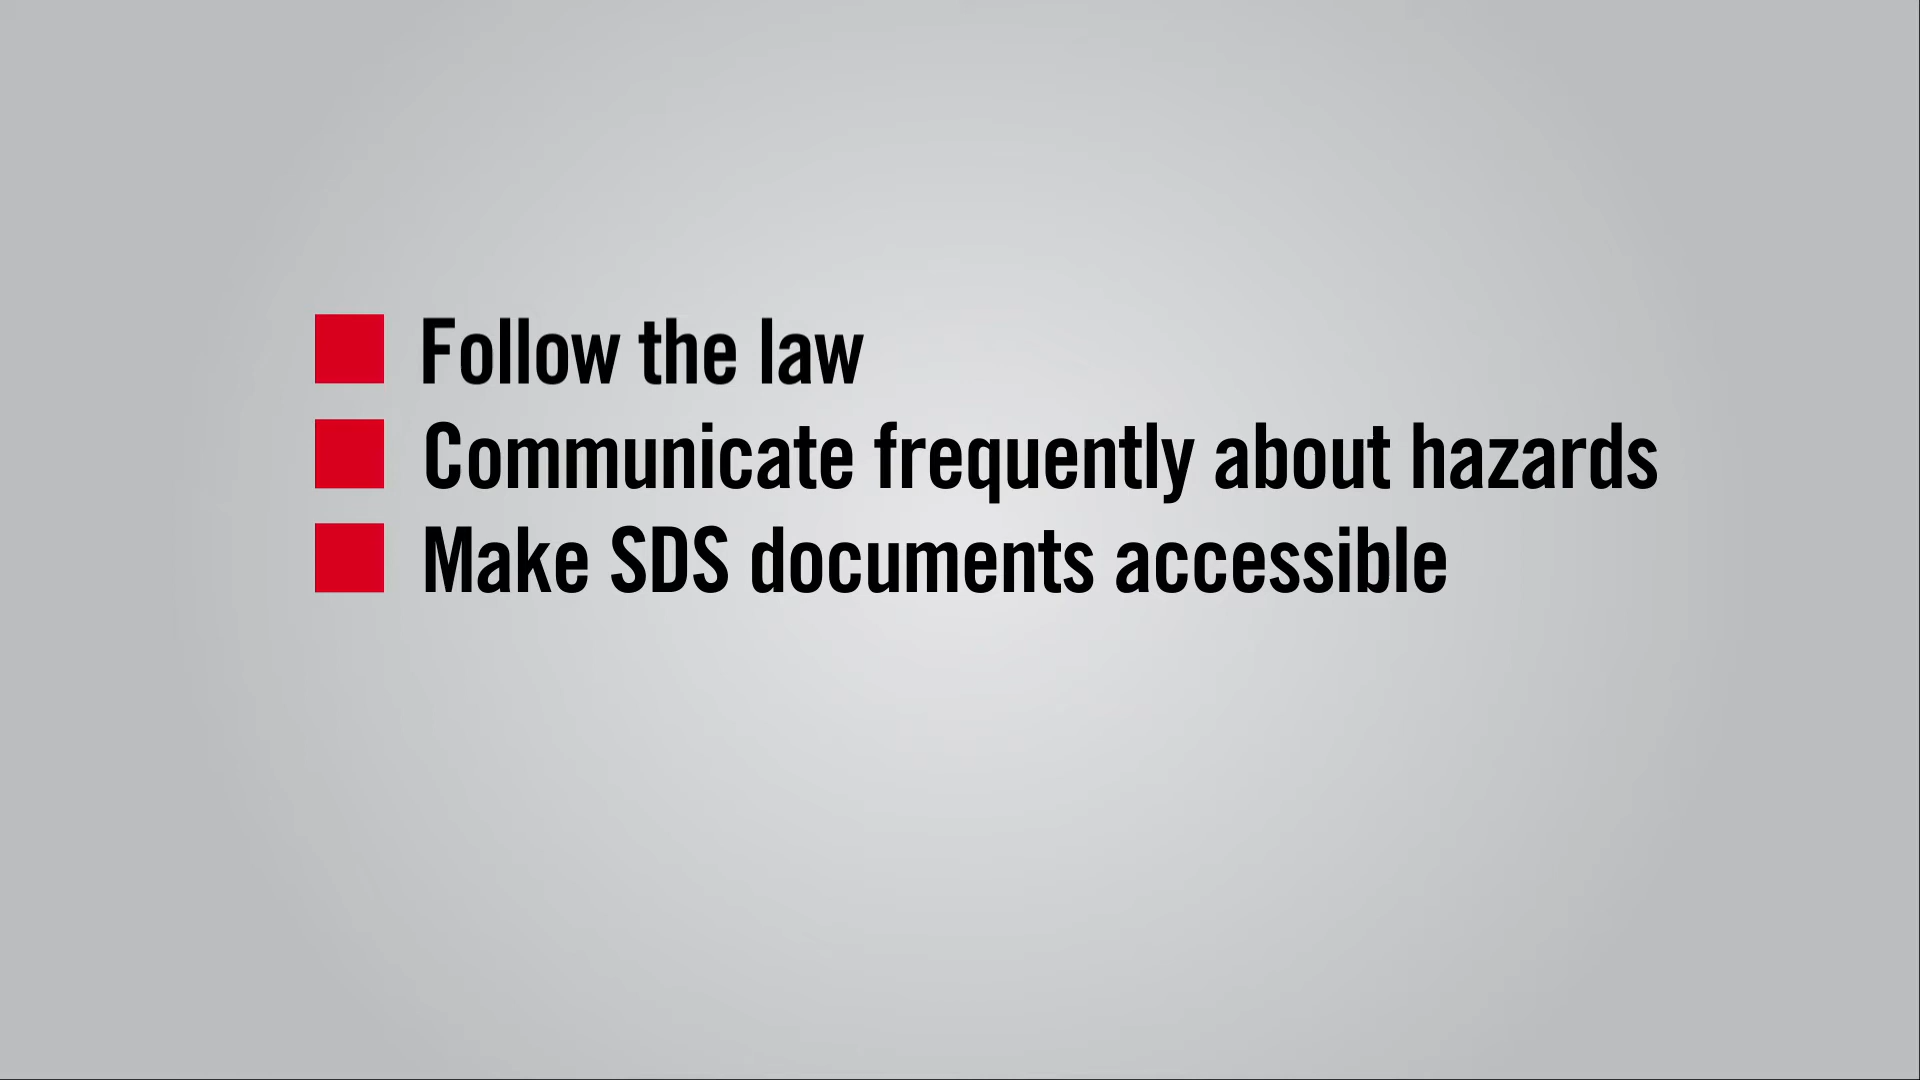 Follow the law
Communicate frequently about hazards
Make SDS documents accessible